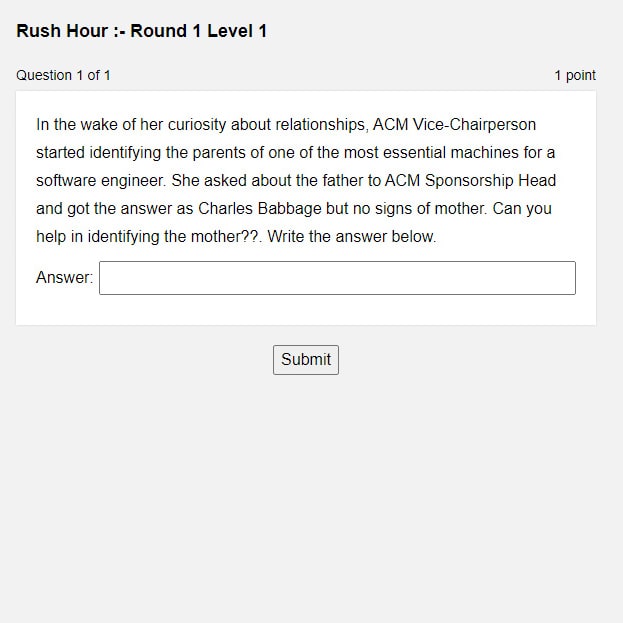 Rush Hour :- Round 1 Level 1
Question 1 of 1
1 point
In the wake of her curiosity about relationships, ACM Vice-Chairperson
started identifying the parents of one of the most essential machines for a
software engineer. She asked about the father to ACM Sponsorship Head
and got the answer as Charles Babbage but no signs of mother. Can you
help in identifying the mother??. Write the answer below.
Answer:
Submit